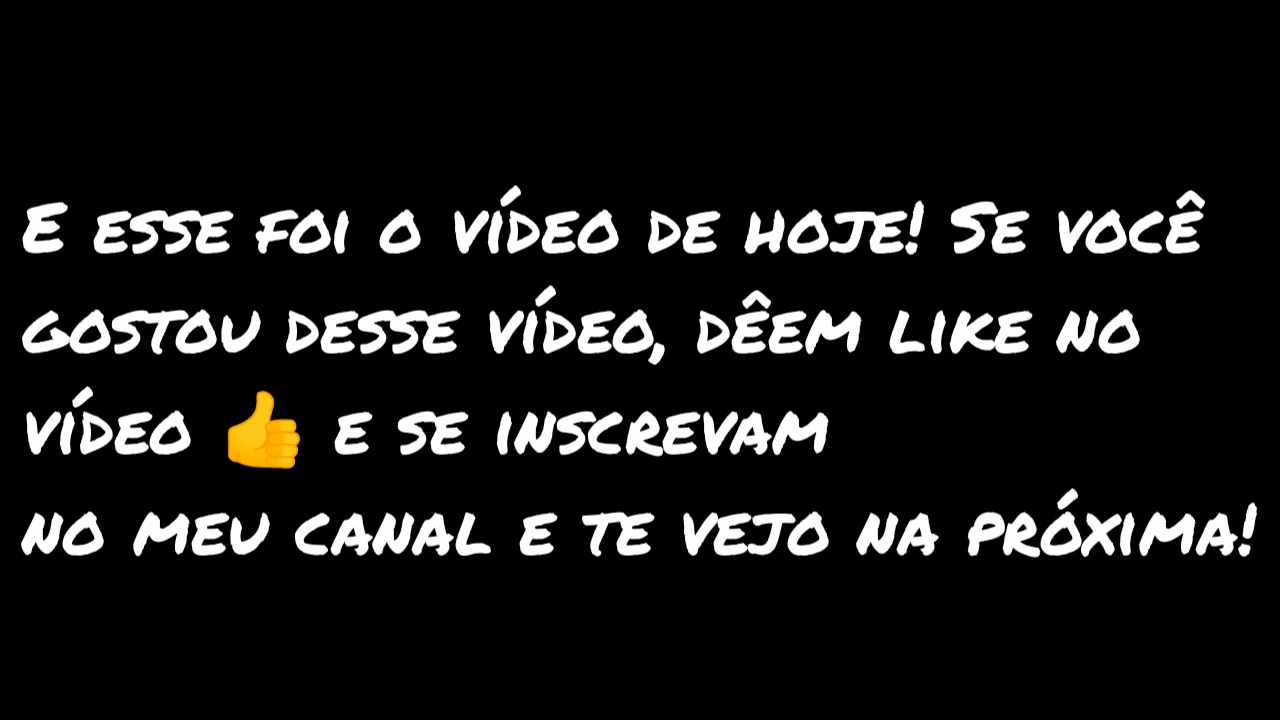 E esse foi o vídeo de hoje! Se você
gostou desse vídeo, dêem like no
vídeo 👍 e se inscrevam
no meu canal e te vejo na próxima!